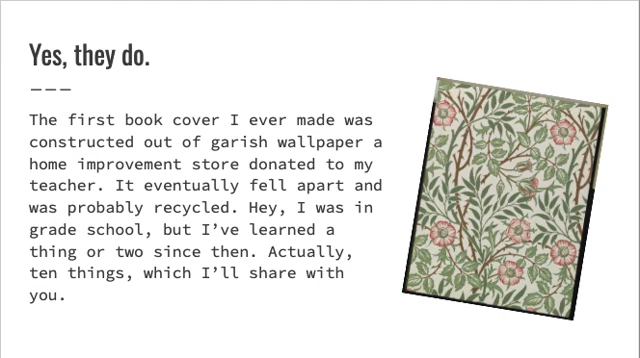 Yes, they do.
The first book cover I ever made was
constructed out of garish wallpaper a
home improvement store donated to my
teacher. It eventually fell apart and
was probably recycled. Hey, I was in
grade school, but I’ve learned a
thing or two since then. Actually,
ten things, which I’ll share with
you.